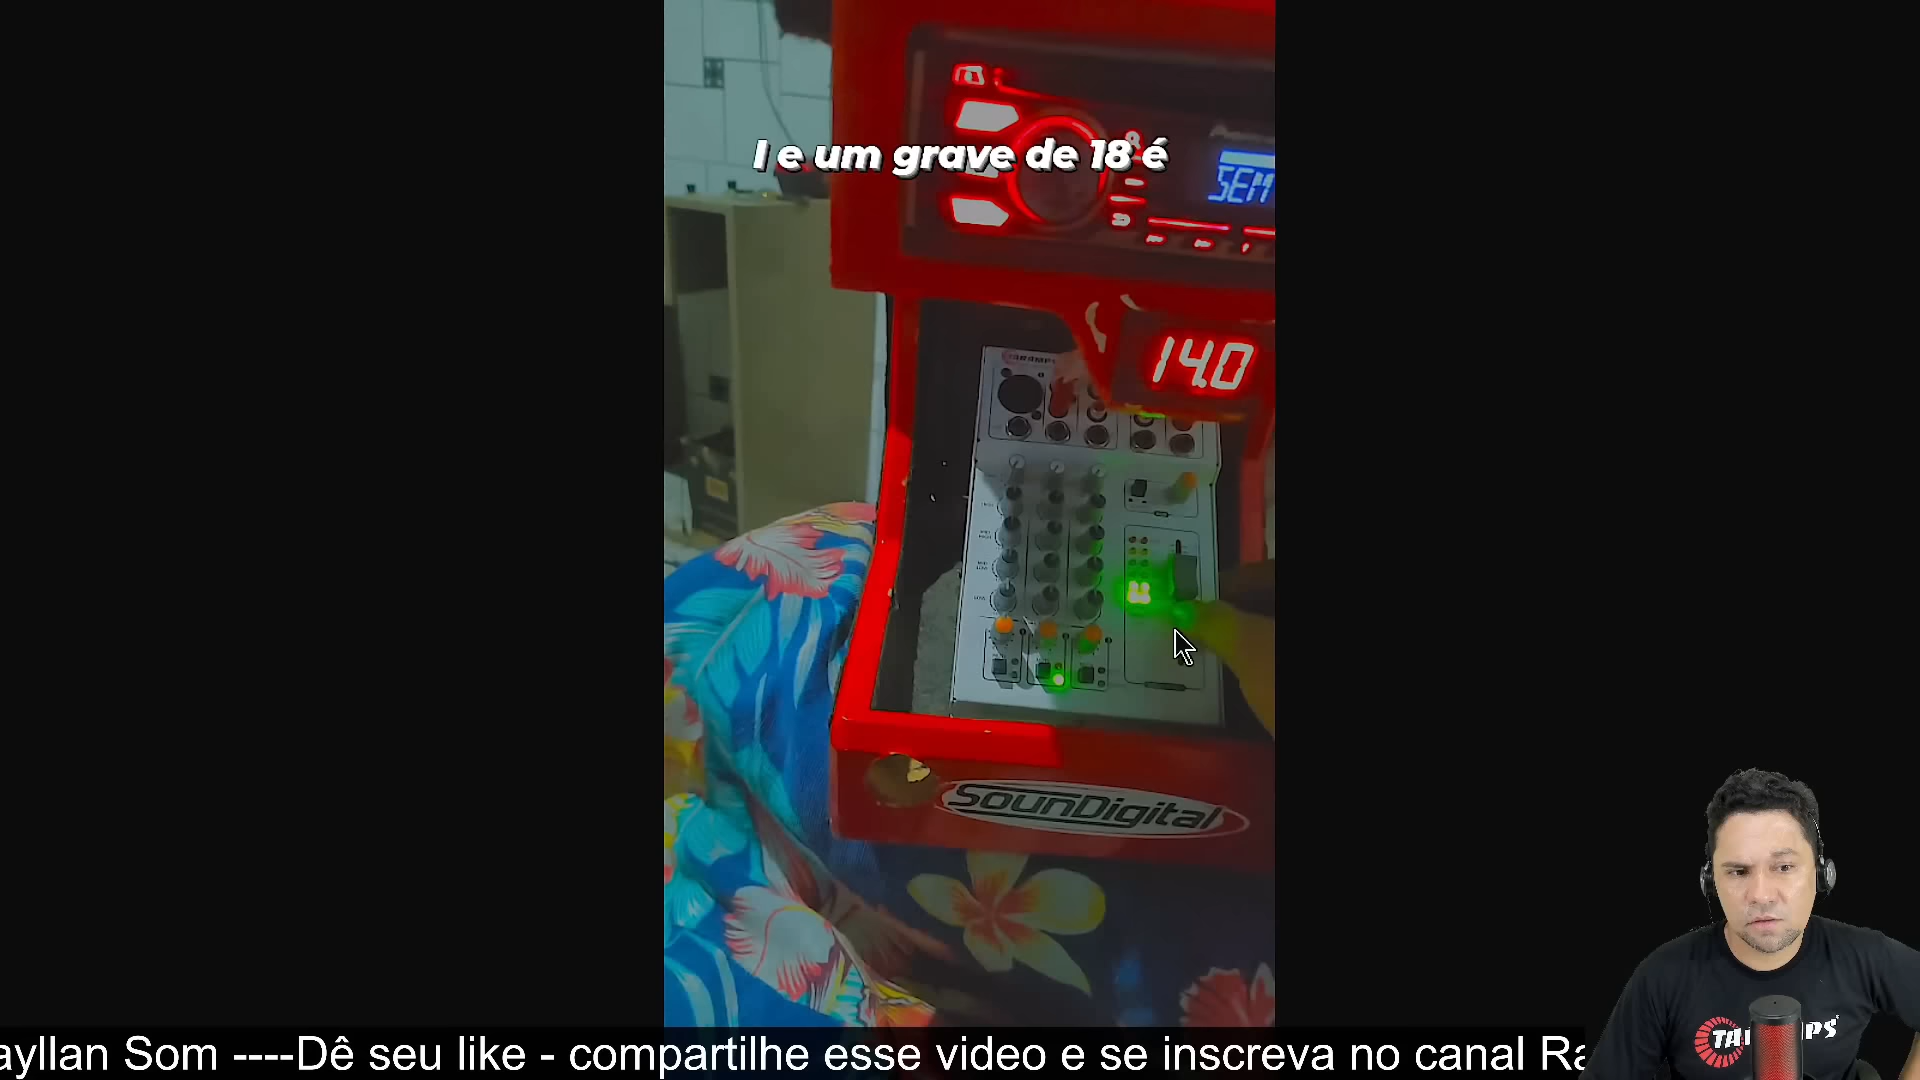 I e um grave de 18 é
SEM
14.0
TARAMPS
SounDigital
ayllan Som ----Dê seu like - compartilhe esse video e se inscreva no canal Ra